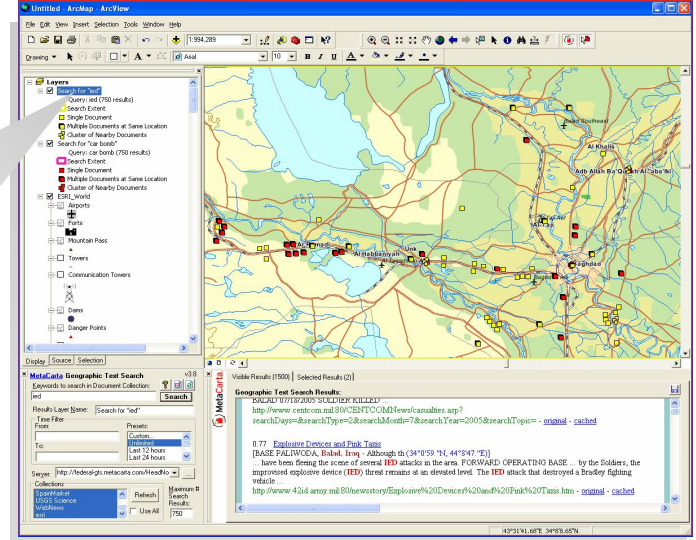 Untitled - ArcMap - ArcView
File Edit View Insert Selection Tools Window Help
1:994,289
Drawing
Arial
10
B I U A
Layers
Search for "ied"
Query: ied (750 results)
Search Extent
Single Document
Multiple Documents at Same Location
Cluster of Nearby Documents
Search for "car bomb"
Query: car bomb (750 results)
Search Extent
Single Document
Multiple Documents at Same Location
Cluster of Nearby Documents
ESRI_World
Airports
Forts
Mountain Pass
Towers
Communication Towers
Dams
Danger Points
Display Source Selection
Balad Southeast
Al Khalis
Al Habbaniyah
Unk
Baghdad
MetaCarta Geographic Text Search v3.8
Keywords to search in Document Collection:
ied
Search
Results Layer Name: Search for "ied"
Time Filter
From:
To:
Presets:
Custom...
Unlimited
Last 12 hours
Last 24 hours
Server: http://federal-gts.metacarta.com/HeadNo
Collections
SpainMarket
USGS Science
WebNews
esri
Refresh
Use All
Maximum #
Search
Results:
750
MetaCarta
Visible Results (1500) Selected Results (2)
Geographic Text Search Results:
BALAD 07/18/2005 SOLDIER KILLED ...
http://www.centcom.mil:80/CENTCOMNews/casualties.asp?
searchDays=&searchType=2&searchMonth=7&searchYear=2005&searchTopic= - original - cached
0.77 Explosive Devices and Pink Taxis
[BASE PALIWODA, Balad, Iraq - Although th (34°0'59."N, 44°8'47."E)]
... have been fleeing the scene of several IED attacks in the area. FORWARD OPERATING BASE ... by the Soldiers, the
improvised explosive device (IED) threat remains at an elevated level. The IED attack that destroyed a Bradley fighting
vehicle ...
http://www.42id.army.mil:80/newsstory/Explosive%20Devices%20and%20Pink%20Taxis.htm - original - cached
43°31'41.68"E 34°8'8.65"N